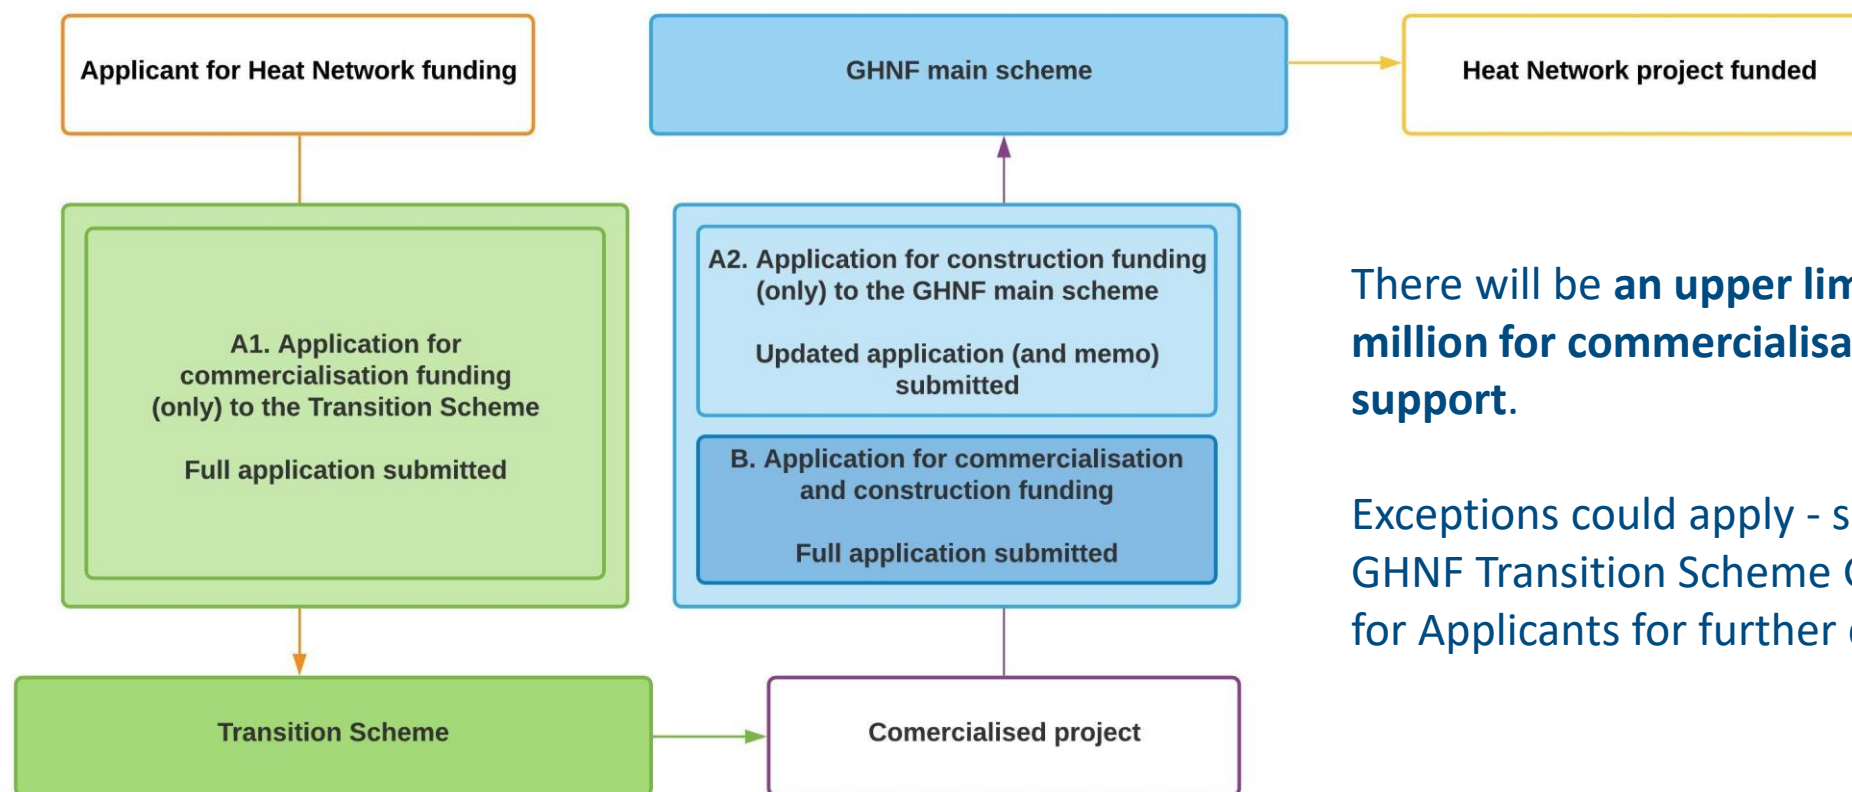 Applicant for Heat Network funding
GHNF main scheme
Heat Network project funded
A1. Application for
commercialisation funding
(only) to the Transition Scheme
Full application submitted
A2. Application for construction funding
(only) to the GHNF main scheme
Updated application (and memo)
submitted
B. Application for commercialisation
and construction funding
Full application submitted
Transition Scheme
Comercialised project
There will be an upper
million for
support.
Exceptions could apply -
GHNF Transition Scheme
for Applicants for further